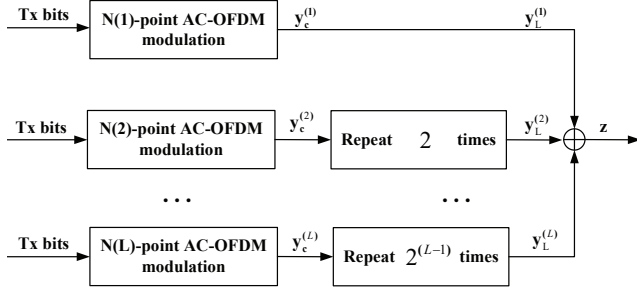 Tx bits
N(1)-point AC-OFDM
modulation
y_c^(1)
y_L^(1)
Tx bits
N(2)-point AC-OFDM
modulation
y_c^(2)
Repeat 2 times
y_L^(2)
z
...
...
Tx bits
N(L)-point AC-OFDM
modulation
y_c^(L)
Repeat 2^(L-1) times
y_L^(L)